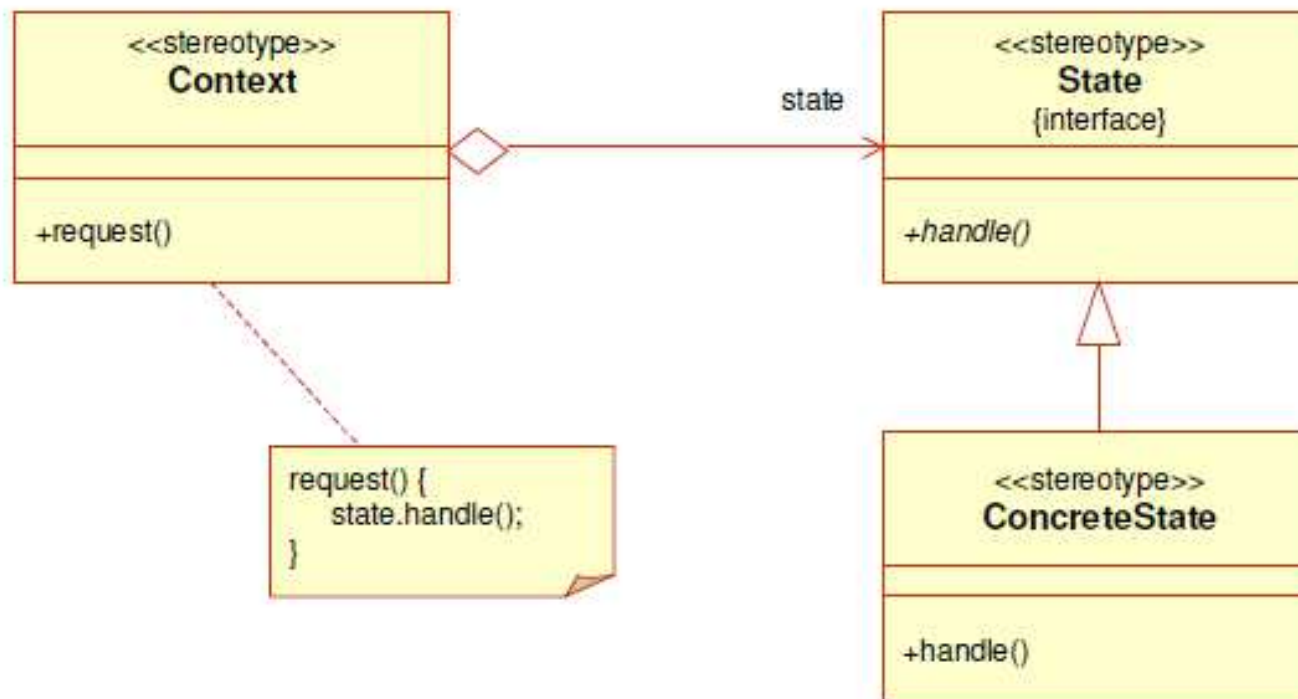 <<stereotype>>
Context
+request()
state
<<stereotype>>
State
{interface}
+handle()
request() {
state.handle();
}
<<stereotype>>
ConcreteState
+handle()